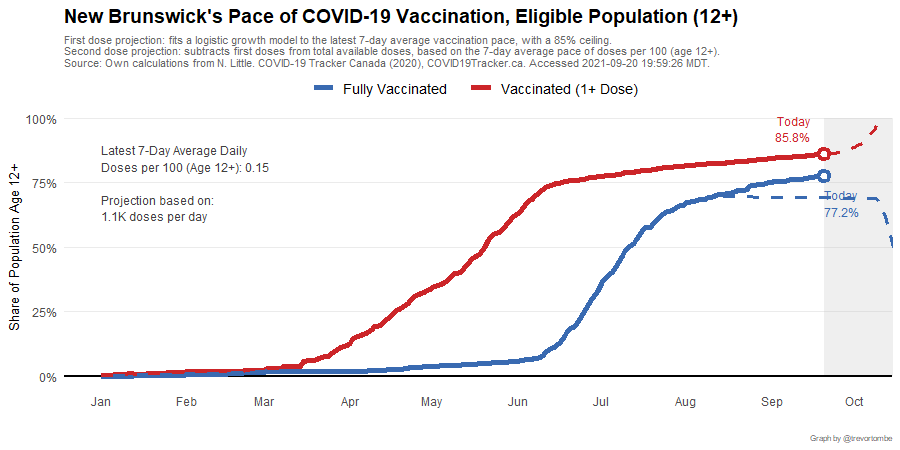 New Brunswick's Pace of COVID-19 Vaccination, Eligible Population (12+)
First dose projection: fits a logistic growth model to the latest 7-day average vaccination pace, with a 85% ceiling.
Second dose projection: subtracts first doses from total available doses, based on the 7-day average pace of doses per 100 (age 12+).
Source: Own calculations from N. Little. COVID-19 Tracker Canada (2020), COVID19Tracker.ca. Accessed 2021-09-20 19:59:26 MDT.
Fully Vaccinated
Vaccinated (1+ Dose)
Share of Population Age 12+
100%
75%
50%
25%
0%
Latest 7-Day Average Daily
Doses per 100 (Age 12+): 0.15
Projection based on:
1.1K doses per day
Today
85.8%
Today
77.2%
Jan
Feb
Mar
Apr
May
Jun
Jul
Aug
Sep
Oct
Graph by @trevortombe